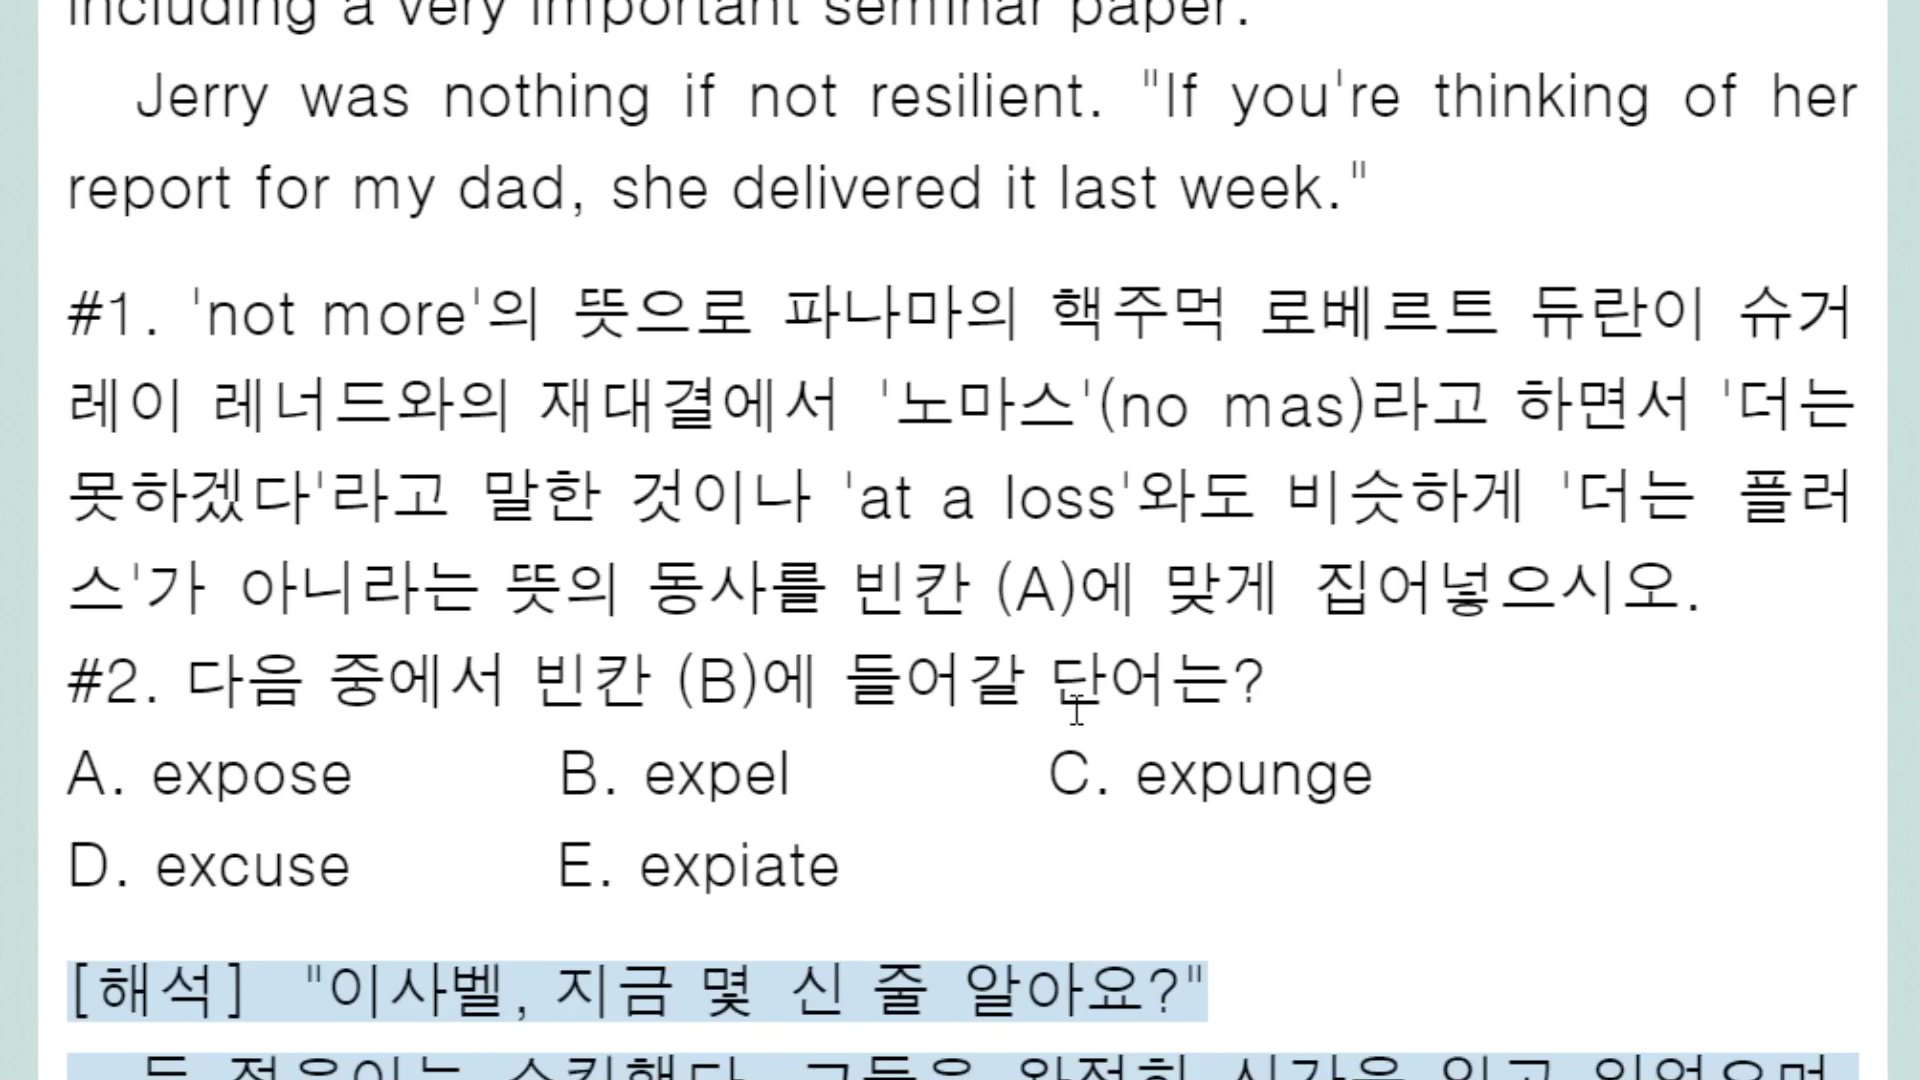 including a very important seminar paper.
Jerry was nothing if not resilient. "If you're thinking of her
report for my dad, she delivered it last week."
#1. 'not more'의 뜻으로 파나마의 핵주먹 로베르트 듀란이 슈거
레이 레너드와의 재대결에서 '노마스'(no mas)라고 하면서 '더는
못하겠다'라고 말한 것이나 'at a loss'와도 비슷하게 '더는 플러
스'가 아니라는 뜻의 동사를 빈칸 (A)에 맞게 집어넣으시오.
#2. 다음 중에서 빈칸 (B)에 들어갈 단어는?
A. expose B. expel C. expunge
D. excuse E. expiate
[해석] "이사벨, 지금 몇 신 줄 알아요?"